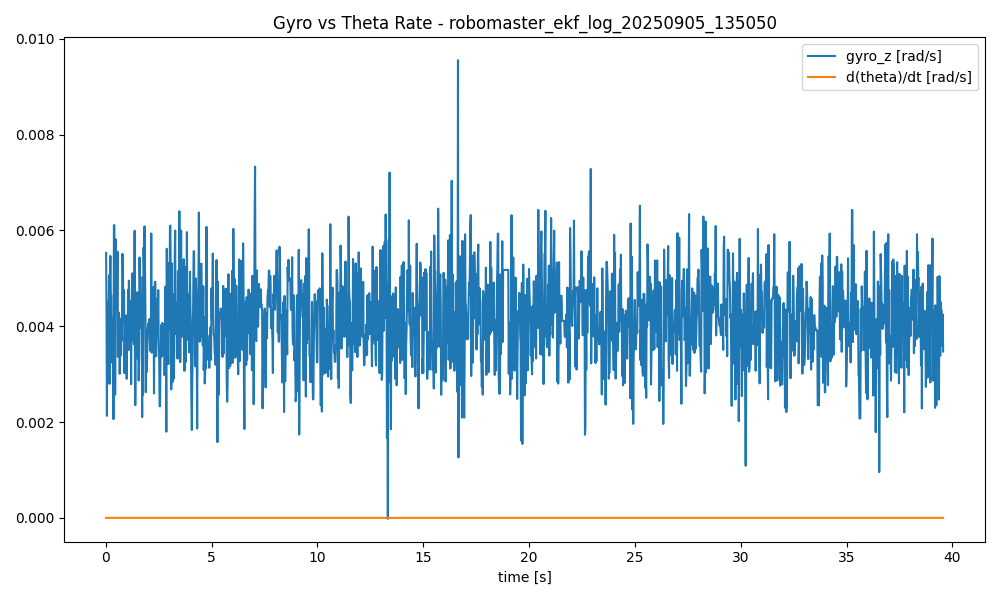 Gyro vs Theta Rate - robomaster_ekf_log_20250905_135050
gyro_z [rad/s]
d(theta)/dt [rad/s]
0.010
0.008
0.006
0.004
0.002
0.000
0 5 10 15 20 25 30 35 40
time [s]